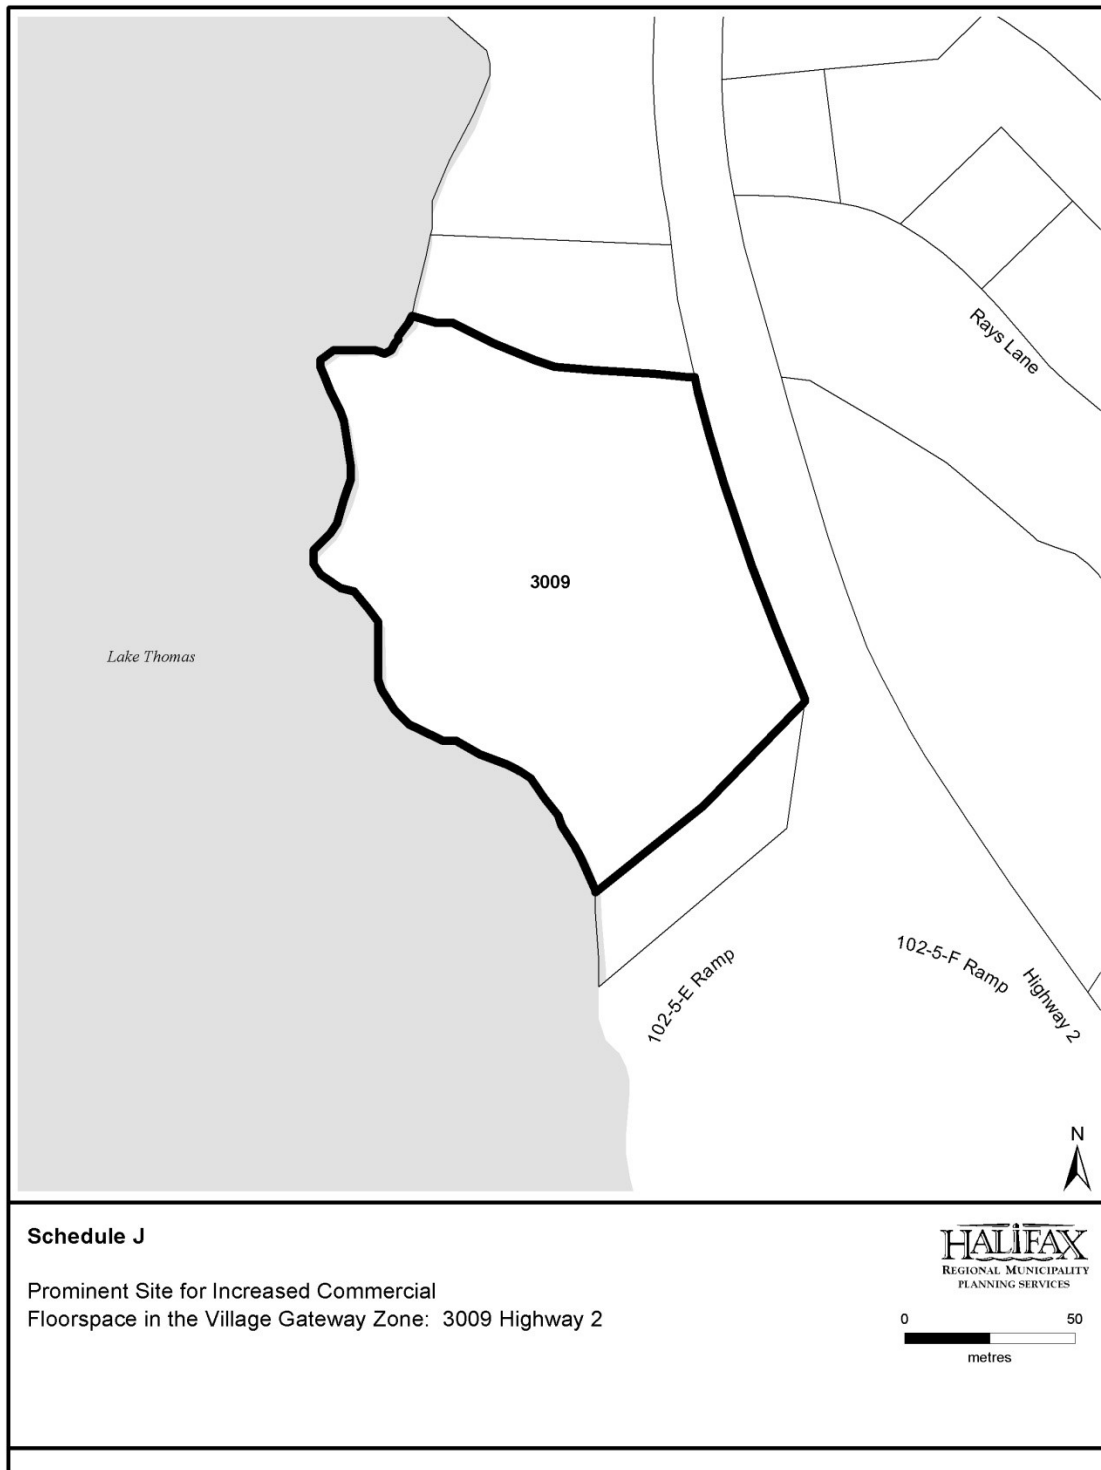 Rays Lane
3009
Lake Thomas
102-5-E Ramp
102-5-F Ramp
Highway 2
N
Schedule J
Prominent Site for Increased Commercial
Floorspace in the Village Gateway Zone: 3009 Highway 2
HALIFAX
REGIONAL MUNICIPALITY
PLANNING SERVICES
0 50
metres